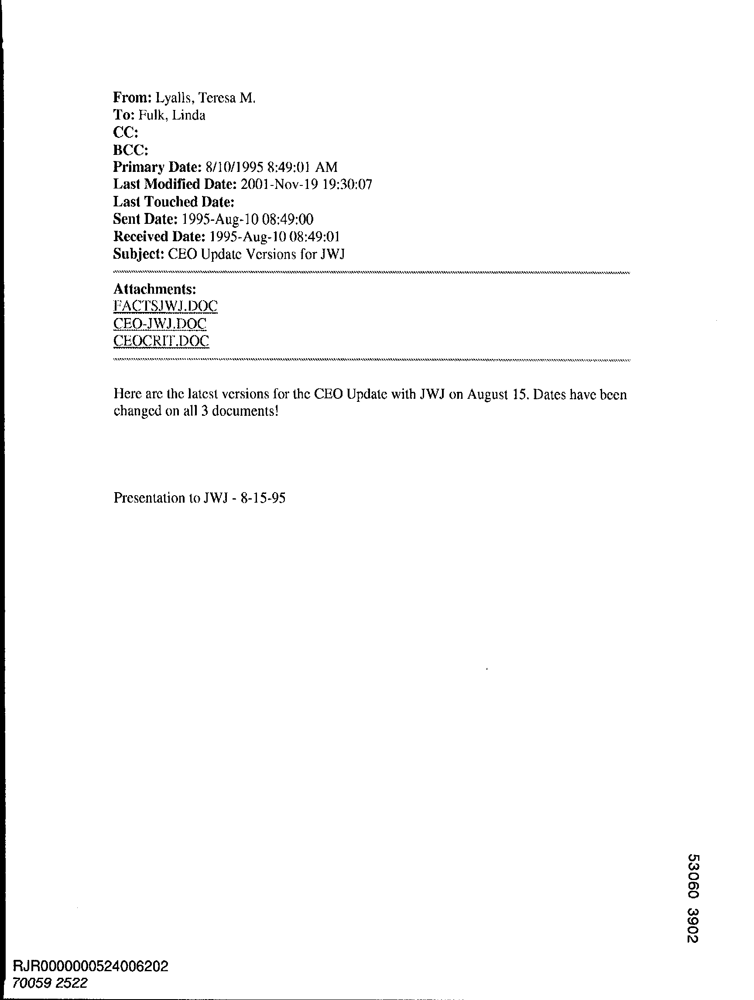 From: Lyalls, Teresa M.
To: Fulk, Linda
CC:
BCC:
Primary Date: 8/10/1995 8:49:01 AM
Last Modified Date: 2001-Nov-19 19:30:07
Last Touched Date:
Sent Date: 1995-Aug-10 08:49:00
Received Date: 1995-Aug-10 08:49:01
Subject: CEO Update Versions for JWJ
Attachments:
FACTSJWJ.DOC
CEO-JWJ.DOC
CEOCRIT.DOC
Here are the latest versions for the CEO Update with JWJ on August 15. Dates have been
changed on all 3 documents!
Presentation to JWJ - 8-15-95
53060 3902
RJR0000000524006202
70059 2522